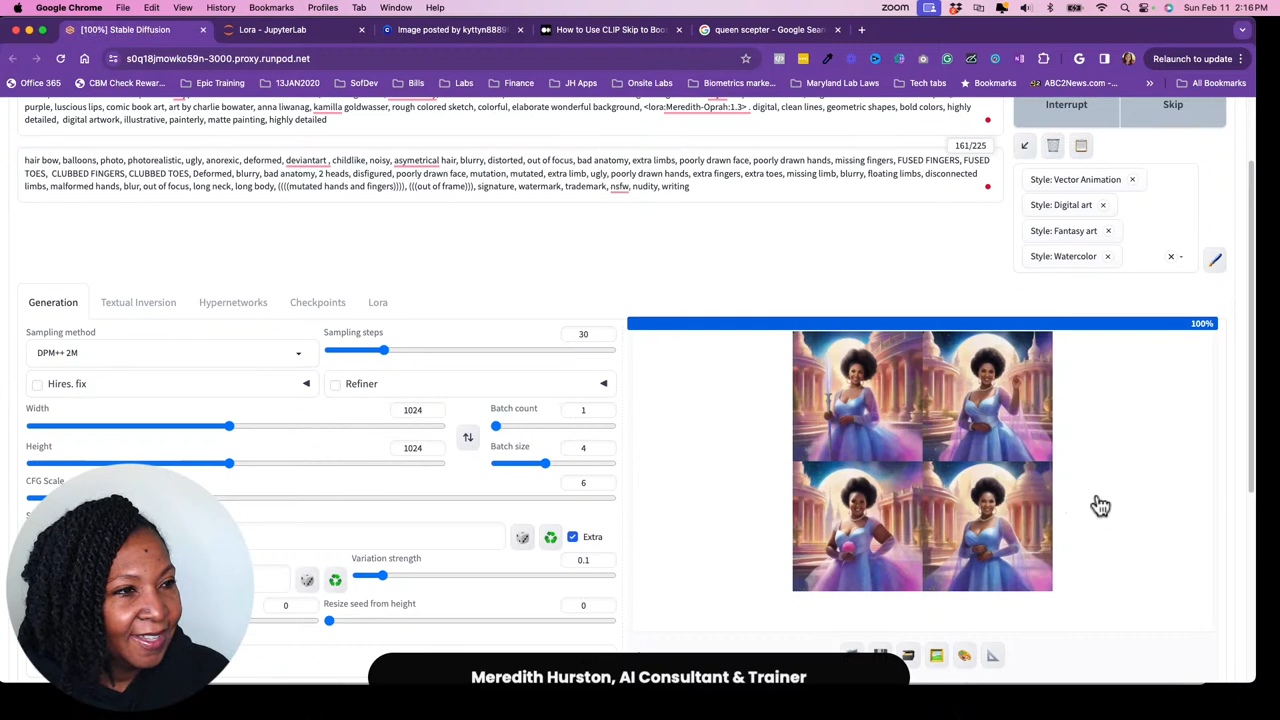 Google Chrome File Edit View History Bookmarks Profiles Tab Window Help zoom Sun Feb 11 2:16 PM
[100%] Stable Diffusion Lora - JupyterLab Image posted by kyttyn8889 How to Use CLIP Skip to Boo queen scepter - Google Sear
s0q18jmowko59n-3000.proxy.runpod.net Relaunch to update
Office 365 CBM Check Rewar... Epic Training 13JAN2020 SofDev Bills Labs Finance JH Apps Onsite Labs Biometrics marke... Maryland Lab Laws Tech tabs Bookmarks ABC2News.com -... All Bookmarks
purple, luscious lips, comic book art, art by charlie bowater, anna liwanag, kamilla goldwasser, rough colored sketch, colorful, elaborate wonderful background, <lora:Meredith-Oprah:1.3> . digital, clean lines, geometric shapes, bold colors, highly
detailed, digital artwork, illustrative, painterly, matte painting, highly detailed
Interrupt Skip
161/225
hair bow, balloons, photo, photorealistic, ugly, anorexic, deformed, deviantart , childlike, noisy, asymetrical hair, blurry, distorted, out of focus, bad anatomy, extra limbs, poorly drawn face, poorly drawn hands, missing fingers, FUSED FINGERS, FUSED
TOES, CLUBBED FINGERS, CLUBBED TOES, Deformed, blurry, bad anatomy, 2 heads, disfigured, poorly drawn face, mutation, mutated, extra limb, ugly, poorly drawn hands, extra fingers, extra toes, missing limb, blurry, floating limbs, disconnected
limbs, malformed hands, blur, out of focus, long neck, long body, ((((mutated hands and fingers)))), (((out of frame))), signature, watermark, trademark, nsfw, nudity, writing
Style: Vector Animation
Style: Digital art
Style: Fantasy art
Style: Watercolor
Generation Textual Inversion Hypernetworks Checkpoints Lora
Sampling method Sampling steps 30
100%
DPM++ 2M
Hires. fix Refiner
Width 1024 Batch count 1
Height 1024 Batch size 4
CFG Scale 6
Extra
Variation strength 0.1
0 Resize seed from height 0
Meredith Hurston, AI Consultant & Trainer